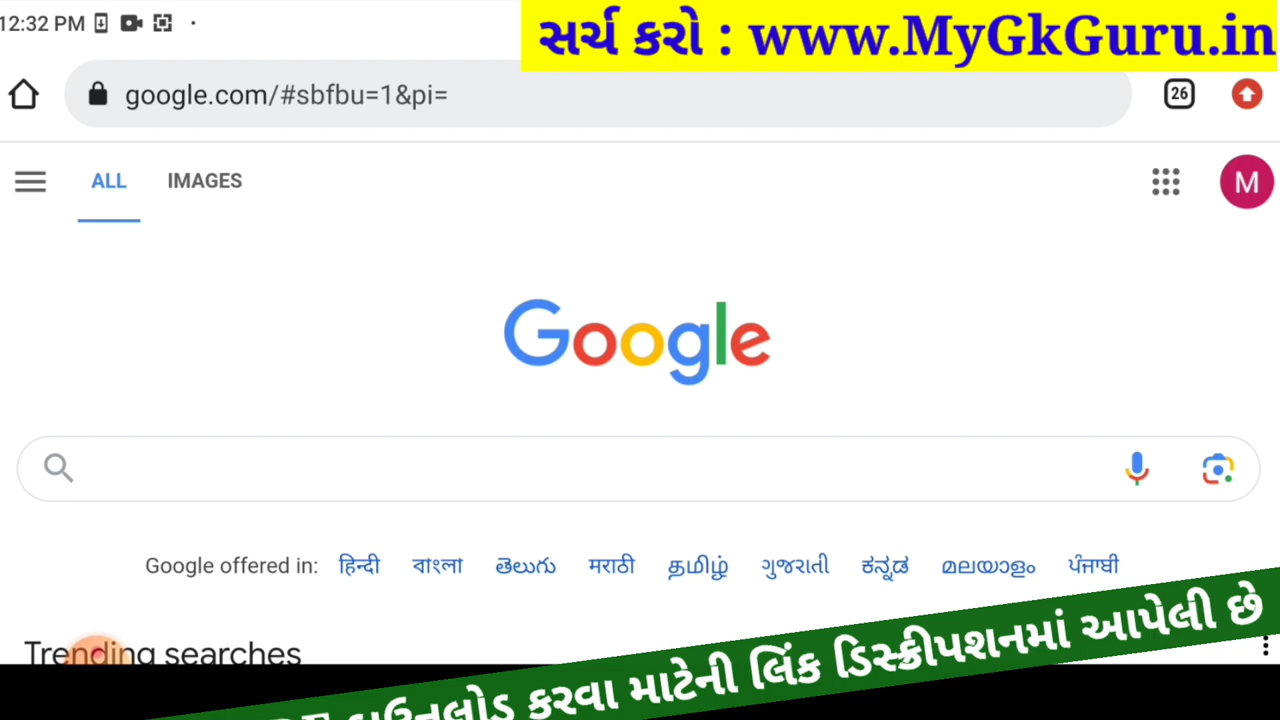 12:32 PM
સર્ચ કરો : www.MyGkGuru.in
google.com/#sbfbu=1&pi=
26
ALL IMAGES
M
Google
Google offered in: हिन्दी বাংলা తెలుగు मराठी தமிழ் ગુજરાતી ಕನ್ನಡ മലയാളം ਪੰਜਾਬੀ
Trending searches
ડાઉનલોડ કરવા માટેની લિંક ડિસ્ક્રીપશનમાં આપેલી છે